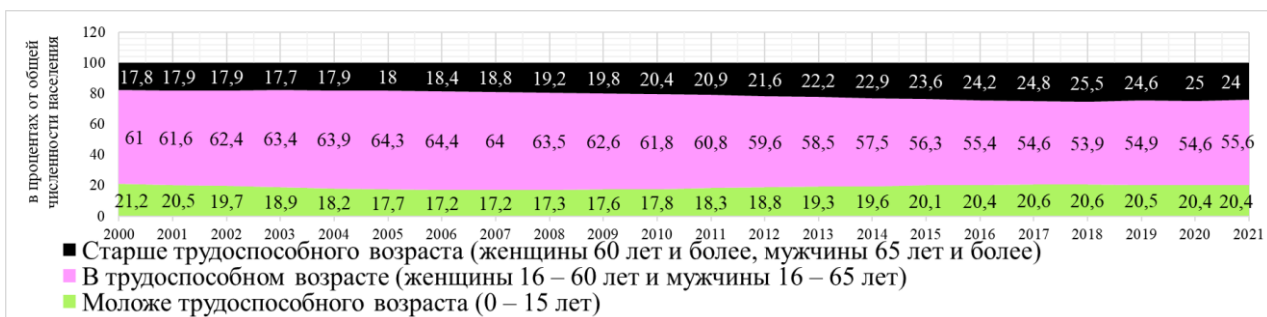 в процентах от общей
численности населения
120
100
80
60
40
20
0
17,8 17,9 17,9 17,7 17,9 18 18,4 18,8 19,2 19,8 20,4 20,9 21,6 22,2 22,9 23,6 24,2 24,8 25,5 24,6 25 24
61 61,6 62,4 63,4 63,9 64,3 64,4 64 63,5 62,6 61,8 60,8 59,6 58,5 57,5 56,3 55,4 54,6 53,9 54,9 54,6 55,6
21,2 20,5 19,7 18,9 18,2 17,7 17,2 17,2 17,3 17,6 17,8 18,3 18,8 19,3 19,6 20,1 20,4 20,6 20,6 20,5 20,4 20,4
2000 2001 2002 2003 2004 2005 2006 2007 2008 2009 2010 2011 2012 2013 2014 2015 2016 2017 2018 2019 2020 2021
Старше трудоспособного возраста (женщины 60 лет и более, мужчины 65 лет и более)
В трудоспособном возрасте (женщины 16 – 60 лет и мужчины 16 – 65 лет)
Моложе трудоспособного возраста (0 – 15 лет)